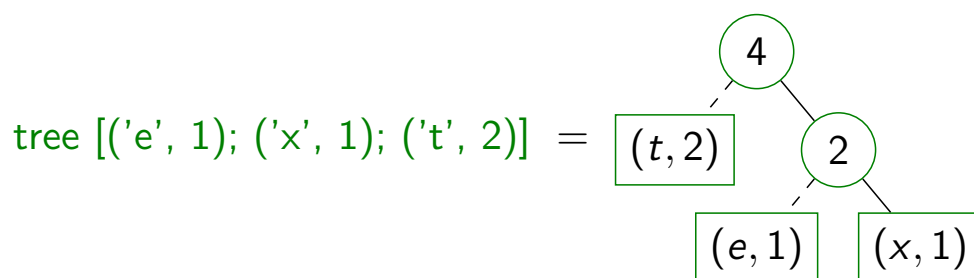 4
tree [('e', 1); ('x', 1); ('t', 2)] = (t, 2) 2
(e, 1) (x, 1)